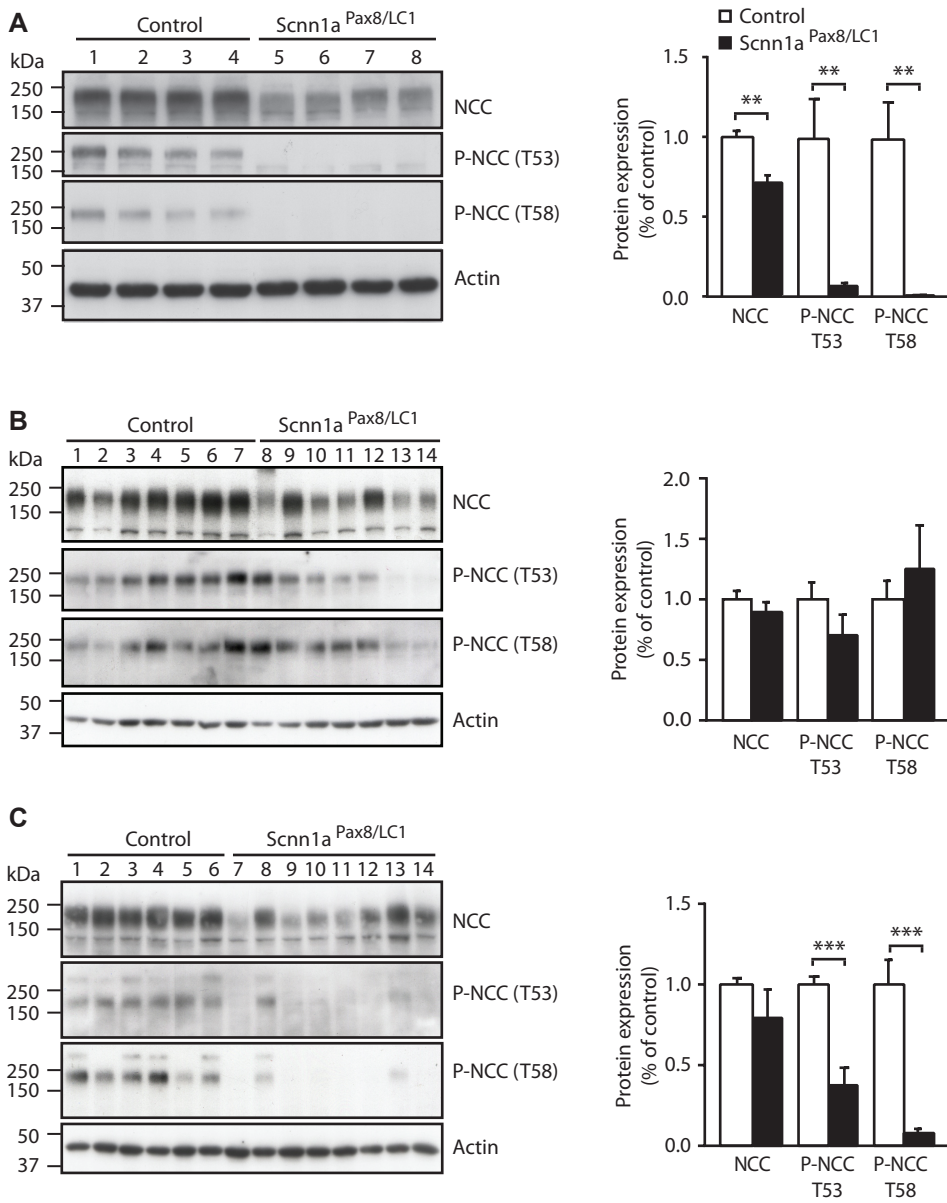 A
Control
Scnn1a Pax8/LC1
kDa
1 2 3 4 5 6 7 8
250
150
NCC
250
150
P-NCC (T53)
250
150
P-NCC (T58)
50
37
Actin
Control
Scnn1a Pax8/LC1
Protein expression
(% of control)
1.5
1.0
0.5
0.0
** ** **
NCC
P-NCC
T53
P-NCC
T58
B
Control
Scnn1a Pax8/LC1
kDa
1 2 3 4 5 6 7 8 9 10 11 12 13 14
250
150
NCC
250
150
P-NCC (T53)
250
150
P-NCC (T58)
50
37
Actin
Protein expression
(% of control)
2.0
1.5
1.0
0.5
0.0
NCC
P-NCC
T53
P-NCC
T58
C
Control
Scnn1a Pax8/LC1
kDa
1 2 3 4 5 6 7 8 9 10 11 12 13 14
250
150
NCC
250
150
P-NCC (T53)
250
150
P-NCC (T58)
50
37
Actin
Protein expression
(% of control)
1.5
1.0
0.5
0.0
*** ***
NCC
P-NCC
T53
P-NCC
T58